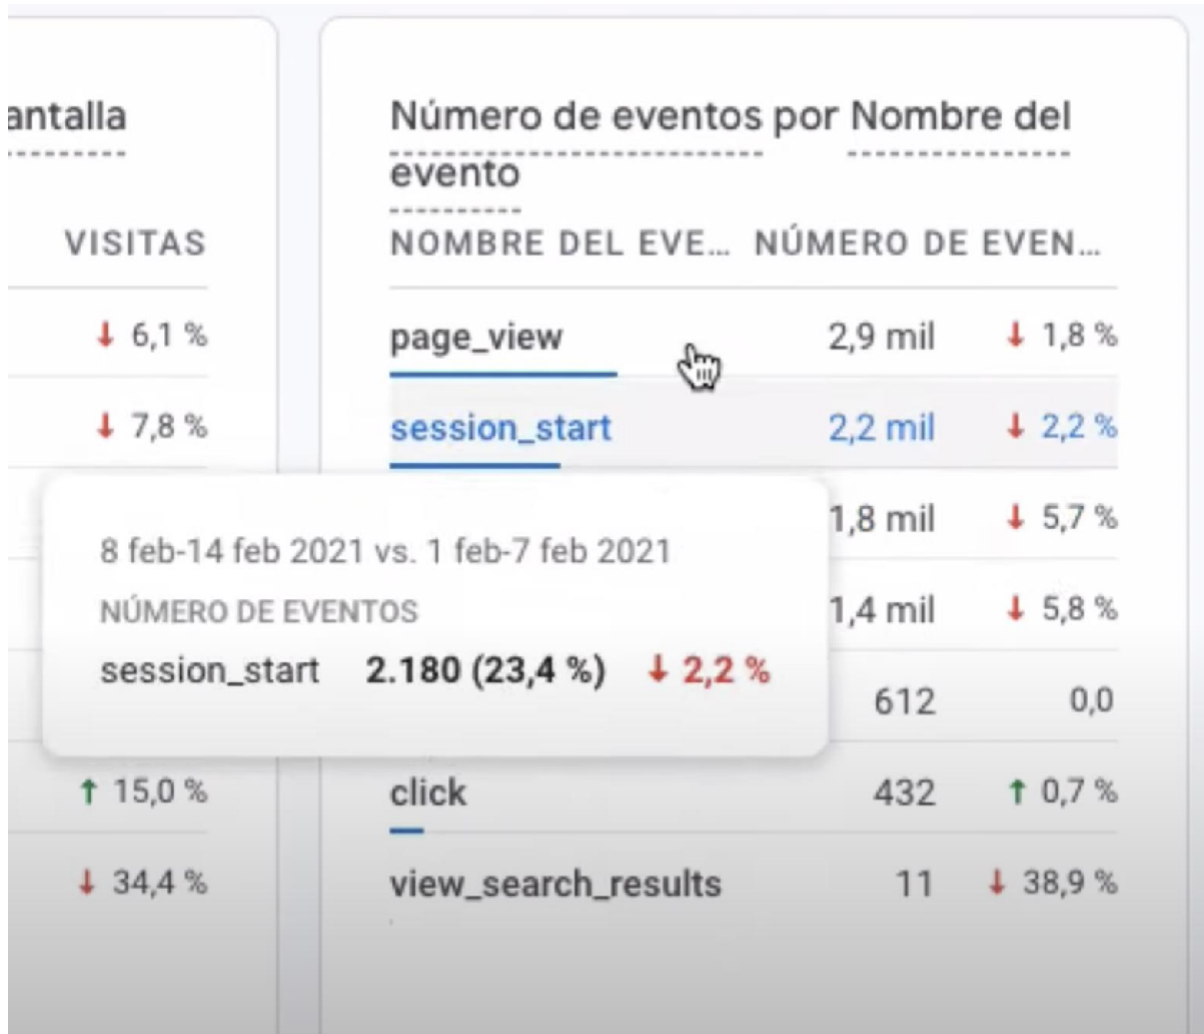 antalla
VISITAS
↓ 6,1 %
↓ 7,8 %
↑ 15,0 %
↓ 34,4 %
Número de eventos por Nombre del
evento
NOMBRE DEL EVE... NÚMERO DE EVEN...
page_view 2,9 mil ↓ 1,8 %
session_start 2,2 mil ↓ 2,2 %
1,8 mil ↓ 5,7 %
1,4 mil ↓ 5,8 %
612 0,0
click 432 ↑ 0,7 %
view_search_results 11 ↓ 38,9 %
8 feb-14 feb 2021 vs. 1 feb-7 feb 2021
NÚMERO DE EVENTOS
session_start 2.180 (23,4 %) ↓ 2,2 %